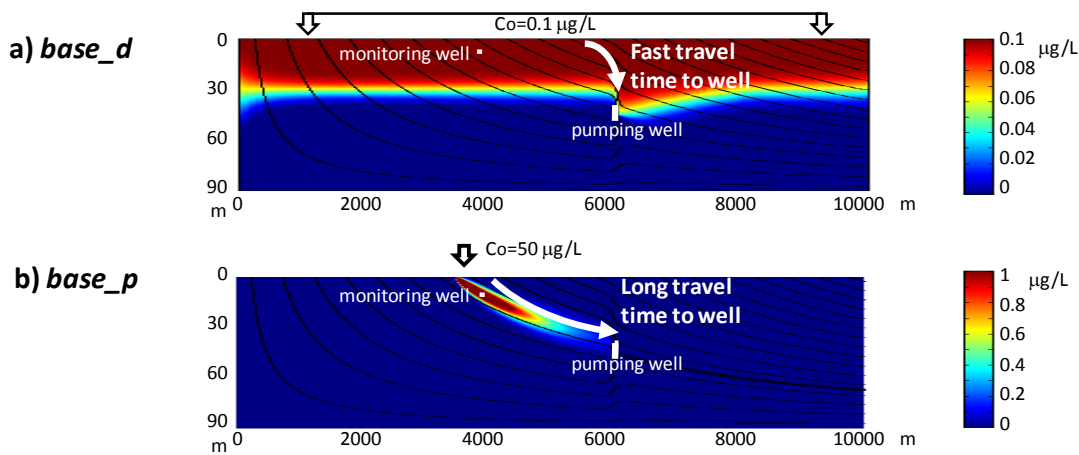 Co=0.1 µg/L
a) base_d
0
30
60
90
m
monitoring well
Fast travel
time to well
pumping well
0
2000
4000
6000
8000
10000
m
0.1
0.08
0.06
0.04
0.02
0
µg/L
Co=50 µg/L
b) base_p
0
30
60
90
m
monitoring well
Long travel
time to well
pumping well
0
2000
4000
6000
8000
10000
m
1
0.8
0.6
0.4
0.2
0
µg/L